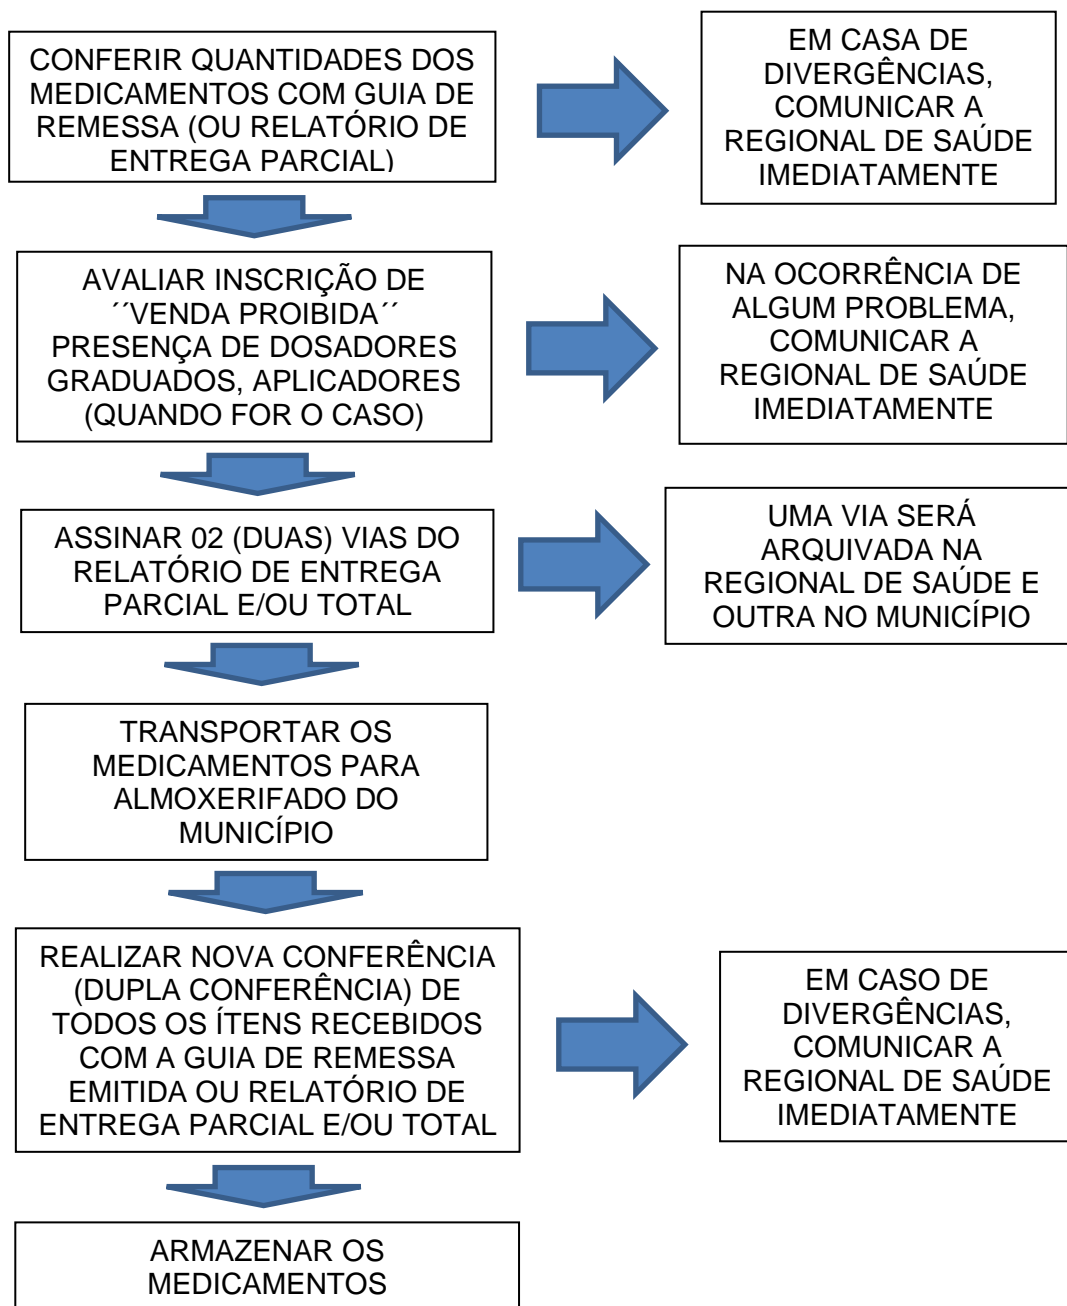 CONFERIR QUANTIDADES DOS
MEDICAMENTOS COM GUIA DE
REMESSA (OU RELATÓRIO DE
ENTREGA PARCIAL)
EM CASA DE
DIVERGÊNCIAS,
COMUNICAR A
REGIONAL DE SAÚDE
IMEDIATAMENTE
AVALIAR INSCRIÇÃO DE
´´VENDA PROIBIDA´´
PRESENÇA DE DOSADORES
GRADUADOS, APLICADORES
(QUANDO FOR O CASO)
NA OCORRÊNCIA DE
ALGUM PROBLEMA,
COMUNICAR A
REGIONAL DE SAÚDE
IMEDIATAMENTE
ASSINAR 02 (DUAS) VIAS DO
RELATÓRIO DE ENTREGA
PARCIAL E/OU TOTAL
UMA VIA SERÁ
ARQUIVADA NA
REGIONAL DE SAÚDE E
OUTRA NO MUNICÍPIO
TRANSPORTAR OS
MEDICAMENTOS PARA
ALMOXERIFADO DO
MUNICÍPIO
REALIZAR NOVA CONFERÊNCIA
(DUPLA CONFERÊNCIA) DE
TODOS OS ÍTENS RECEBIDOS
COM A GUIA DE REMESSA
EMITIDA OU RELATÓRIO DE
ENTREGA PARCIAL E/OU TOTAL
EM CASO DE
DIVERGÊNCIAS,
COMUNICAR A
REGIONAL DE SAÚDE
IMEDIATAMENTE
ARMAZENAR OS
MEDICAMENTOS